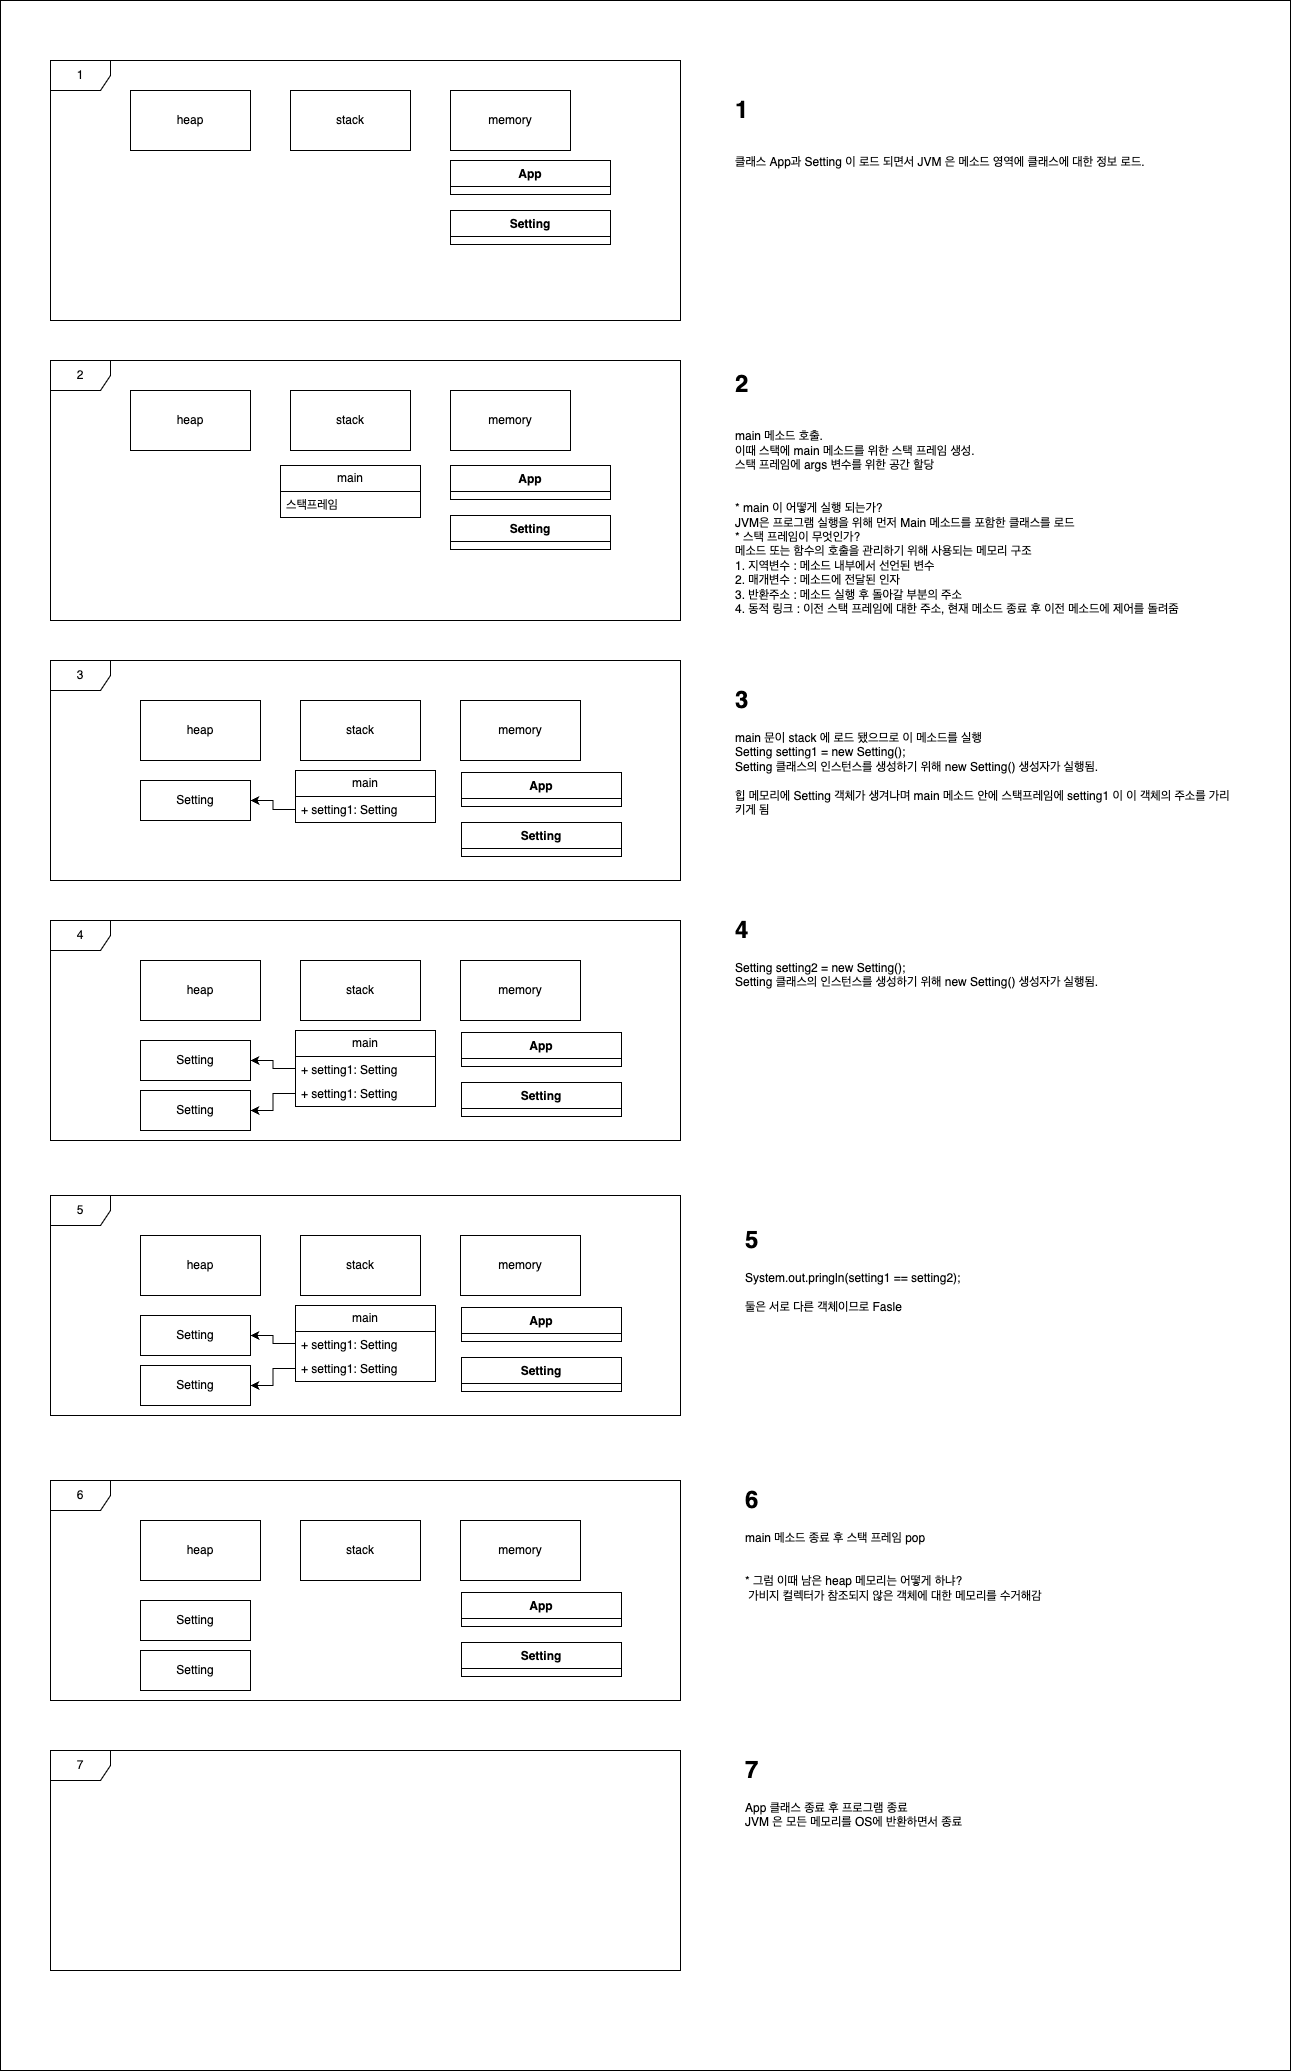 1
heap
stack
memory
App
Setting
1
클래스 App과 Setting 이 로드 되면서 JVM 은 메소드 영역에 클래스에 대한 정보 로드.
2
heap
stack
memory
main
스택프레임
App
Setting
2
main 메소드 호출.
이때 스택에 main 메소드를 위한 스택 프레임 생성.
스택 프레임에 args 변수를 위한 공간 할당
* main 이 어떻게 실행 되는가?
JVM은 프로그램 실행을 위해 먼저 Main 메소드를 포함한 클래스를 로드
* 스택 프레임이 무엇인가?
메소드 또는 함수의 호출을 관리하기 위해 사용되는 메모리 구조
1. 지역변수 : 메소드 내부에서 선언된 변수
2. 매개변수 : 메소드에 전달된 인자
3. 반환주소 : 메소드 실행 후 돌아갈 부분의 주소
4. 동적 링크 : 이전 스택 프레임에 대한 주소, 현재 메소드 종료 후 이전 메소드에 제어를 돌려줌
3
heap
stack
memory
Setting
main
+ setting1: Setting
App
Setting
3
main 문이 stack 에 로드 됐으므로 이 메소드를 실행
Setting setting1 = new Setting();
Setting 클래스의 인스턴스를 생성하기 위해 new Setting() 생성자가 실행됨.
힙 메모리에 Setting 객체가 생겨나며 main 메소드 안에 스택프레임에 setting1 이 이 객체의 주소를 가리
키게 됨
4
heap
stack
memory
Setting
Setting
main
+ setting1: Setting
+ setting1: Setting
App
Setting
4
Setting setting2 = new Setting();
Setting 클래스의 인스턴스를 생성하기 위해 new Setting() 생성자가 실행됨.
5
heap
stack
memory
Setting
Setting
main
+ setting1: Setting
+ setting1: Setting
App
Setting
5
System.out.pringln(setting1 == setting2);
둘은 서로 다른 객체이므로 Fasle
6
heap
stack
memory
Setting
Setting
App
Setting
6
main 메소드 종료 후 스택 프레임 pop
* 그럼 이때 남은 heap 메모리는 어떻게 하냐?
가비지 컬렉터가 참조되지 않은 객체에 대한 메모리를 수거해감
7
7
App 클래스 종료 후 프로그램 종료
JVM 은 모든 메모리를 OS에 반환하면서 종료